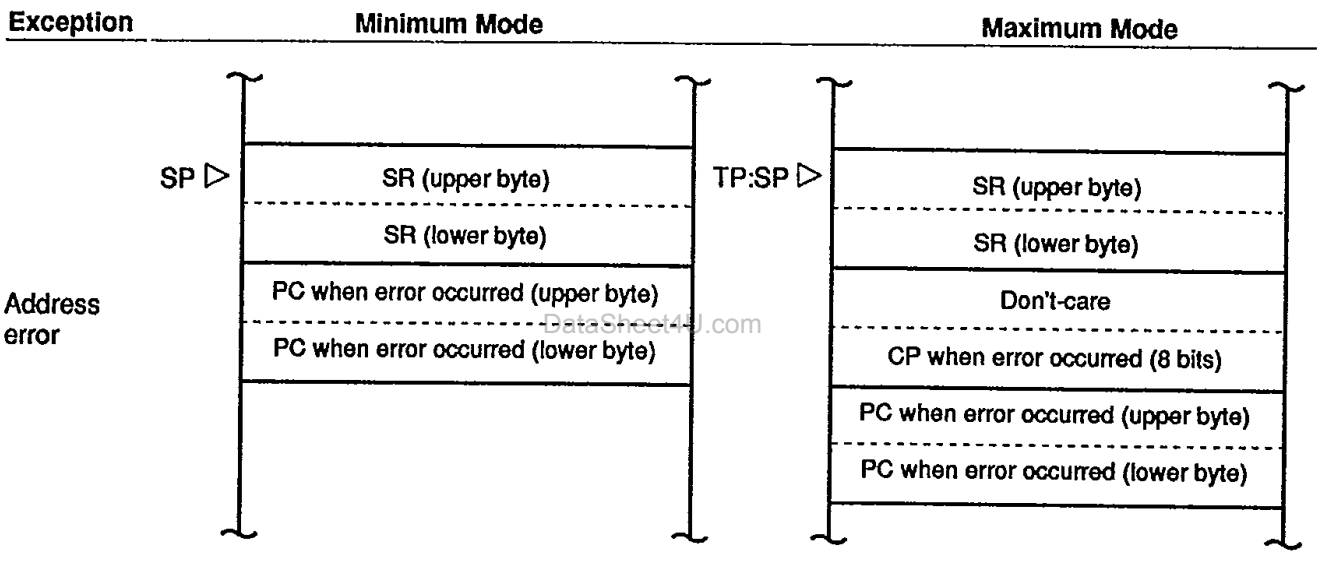 Exception Minimum Mode Maximum Mode
SP SR (upper byte) TP:SP SR (upper byte)
SR (lower byte) SR (lower byte)
Address error
PC when error occurred (upper byte) Don't-care
DataSheet4U.com
PC when error occurred (lower byte) CP when error occurred (8 bits)
PC when error occurred (upper byte)
PC when error occurred (lower byte)